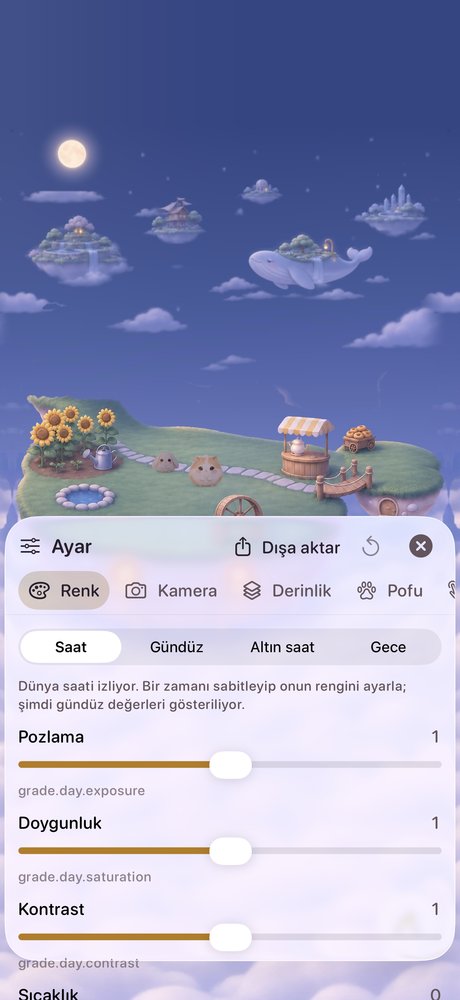 Ayar
Dışa aktar
Renk
Kamera
Derinlik
Pofu
Saat
Gündüz
Altın saat
Gece
Dünya saati izliyor. Bir zamanı sabitleyip onun rengini ayarla;
şimdi gündüz değerleri gösteriliyor.
Pozlama 1
grade.day.exposure
Doygunluk 1
grade.day.saturation
Kontrast 1
grade.day.contrast
Sıcaklık 0